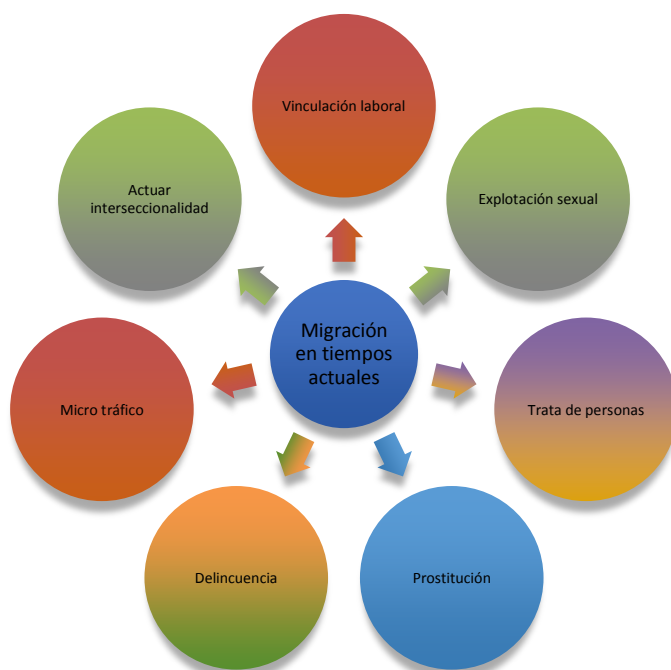 Vinculación laboral
Actuar
interseccionalidad
Explotación sexual
Migración
en tiempos
actuales
Micro tráfico
Trata de personas
Delincuencia
Prostitución